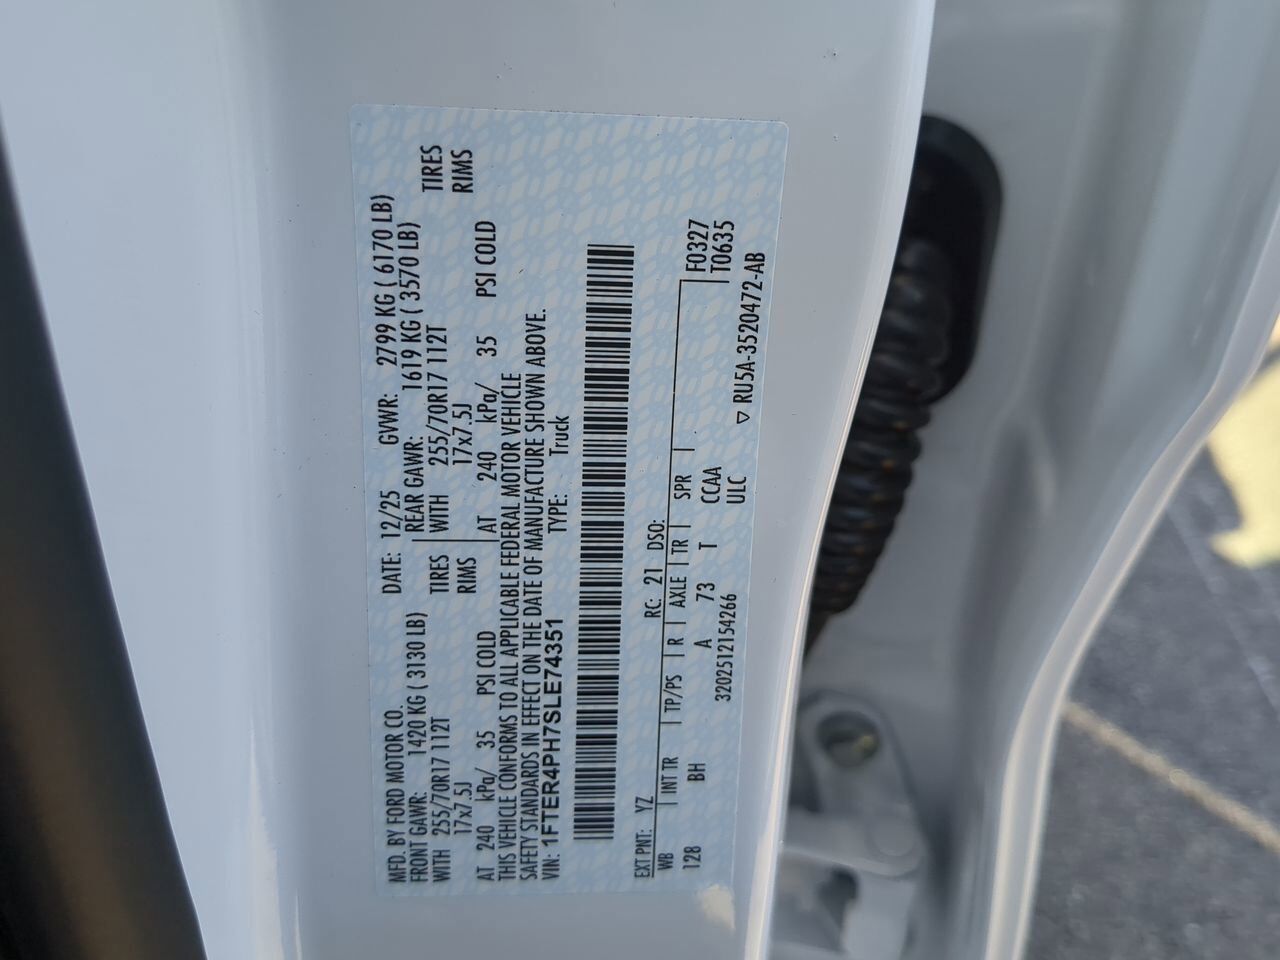 MFD. BY FORD MOTOR CO.
DATE: 12/25 GVWR: 2799 KG ( 6170 LB)
FRONT GAWR: 1420 KG ( 3130 LB)
REAR GAWR: 1619 KG ( 3570 LB)
WITH 255/70R17 112T TIRES
WITH 255/70R17 112T TIRES
17x7.5J RIMS
17x7.5J RIMS
AT 240 kPa/ 35 PSI COLD
AT 240 kPa/ 35 PSI COLD
THIS VEHICLE CONFORMS TO ALL APPLICABLE FEDERAL MOTOR VEHICLE
SAFETY STANDARDS IN EFFECT ON THE DATE OF MANUFACTURE SHOWN ABOVE.
VIN: 1FTER4PH7SLE74351 TYPE: Truck
EXT PNT: YZ RC: 21 DSO:
WB INT TR TP/PS R AXLE TR SPR F0327
128 BH A 73 T CCAA T0635
3202512154266 ULC
▽ RU5A-3520472-AB